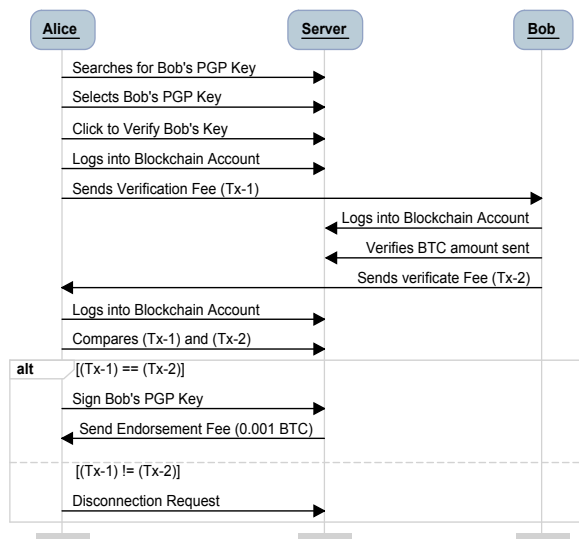 Alice Server Bob
Searches for Bob's PGP Key
Selects Bob's PGP Key
Click to Verify Bob's Key
Logs into Blockchain Account
Sends Verification Fee (Tx-1)
Logs into Blockchain Account
Verifies BTC amount sent
Sends verificate Fee (Tx-2)
Logs into Blockchain Account
Compares (Tx-1) and (Tx-2)
alt [(Tx-1) == (Tx-2)]
Sign Bob's PGP Key
Send Endorsement Fee (0.001 BTC)
[(Tx-1) != (Tx-2)]
Disconnection Request